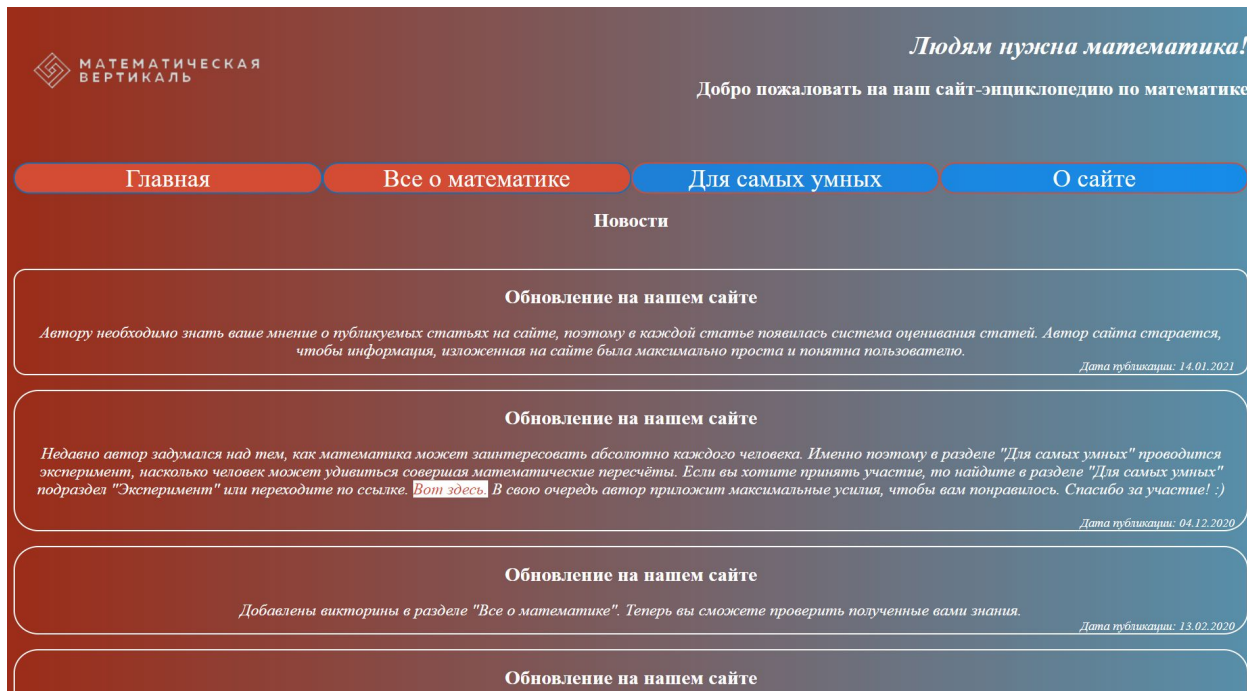 Людям нужна математика!
МАТЕМАТИЧЕСКАЯ
ВЕРТИКАЛЬ
Добро пожаловать на наш сайт-энциклопедию по математике
Главная
Все о математике
Для самых умных
О сайте
Новости
Обновление на нашем сайте
Автору необходимо знать ваше мнение о публикуемых статьях на сайте, поэтому в каждой статье появилась система оценивания статей. Автор сайта старается,
чтобы информация, изложенная на сайте была максимально проста и понятна пользователю.
Дата публикации: 14.01.2021
Обновление на нашем сайте
Недавно автор задумался над тем, как математика может заинтересовать абсолютно каждого человека. Именно поэтому в разделе "Для самых умных" проводится
эксперимент, насколько человек может удивиться совершая математические пересчёты. Если вы хотите принять участие, то найдите в разделе "Для самых умных"
подраздел "Эксперимент" или переходите по ссылке. Вот здесь. В свою очередь автор приложит максимальные усилия, чтобы вам понравилось. Спасибо за участие! :)
Дата публикации: 04.12.2020
Обновление на нашем сайте
Добавлены викторины в разделе "Все о математике". Теперь вы сможете проверить полученные вами знания.
Дата публикации: 13.02.2020
Обновление на нашем сайте